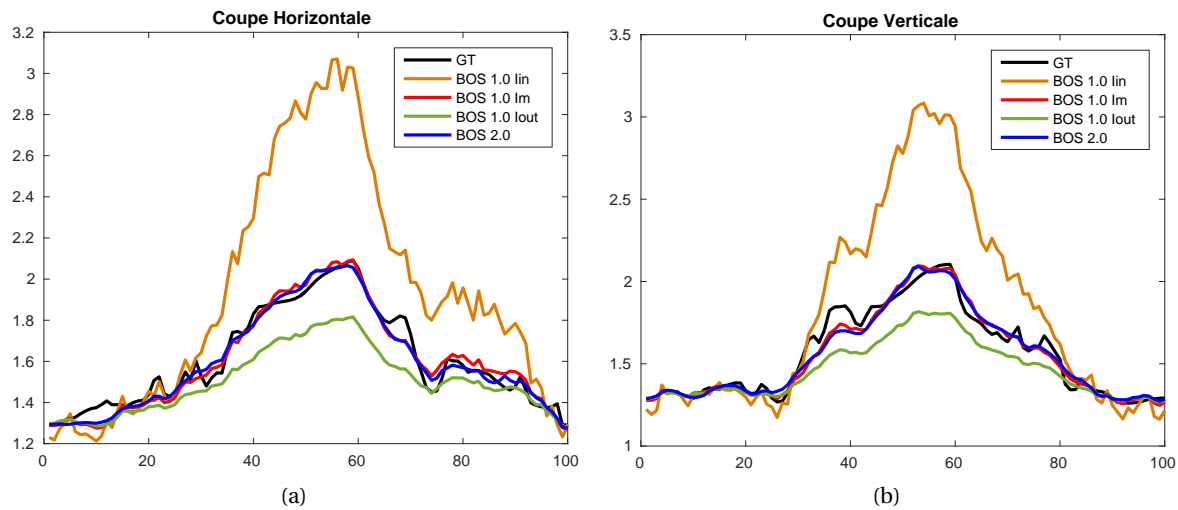 Coupe Horizontale
3.2
3
2.8
2.6
2.4
2.2
2
1.8
1.6
1.4
1.2
0 20 40 60 80 100
GT
BOS 1.0 Iin
BOS 1.0 Im
BOS 1.0 Iout
BOS 2.0
(a)
Coupe Verticale
3.5
3
2.5
2
1.5
1
0 20 40 60 80 100
GT
BOS 1.0 Iin
BOS 1.0 Im
BOS 1.0 Iout
BOS 2.0
(b)